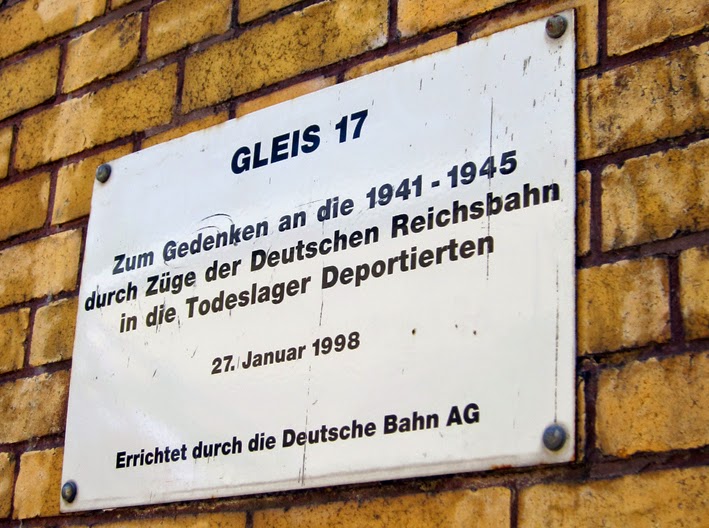 GLEIS 17
Zum Gedenken an die 1941 - 1945
durch Züge der Deutschen Reichsbahn
in die Todeslager Deportierten
27. Januar 1998
Errichtet durch die Deutsche Bahn AG